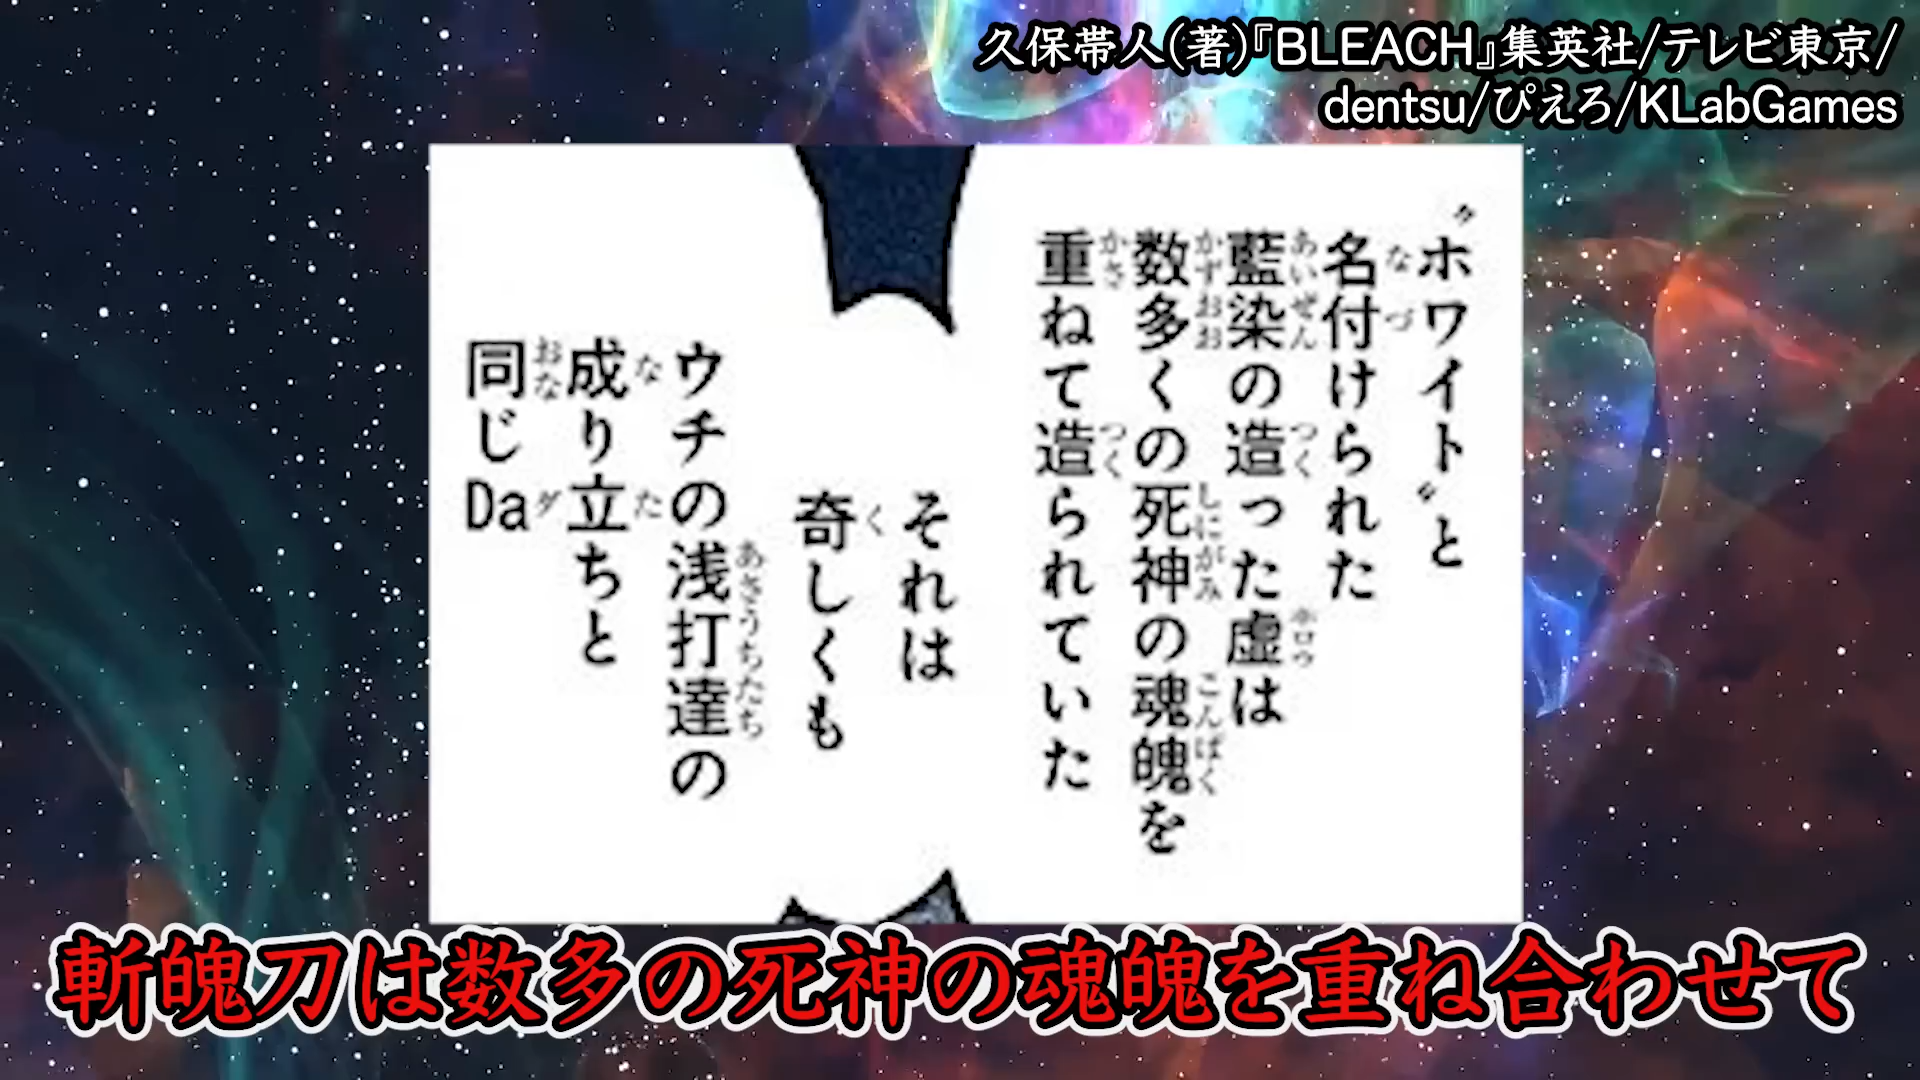 久保帯人(著)『BLEACH』集英社/テレビ東京/
dentsu/ぴえろ/KLabGames
〝ホワイト〟と
名付けられた
藍染の造った虚は
数多くの死神の魂魄を
重ねて造られていた
それは
奇しくも
ウチの浅打達の
成り立ちと
同じDa
斬魄刀は数多の死神の魂魄を重ね合わせて